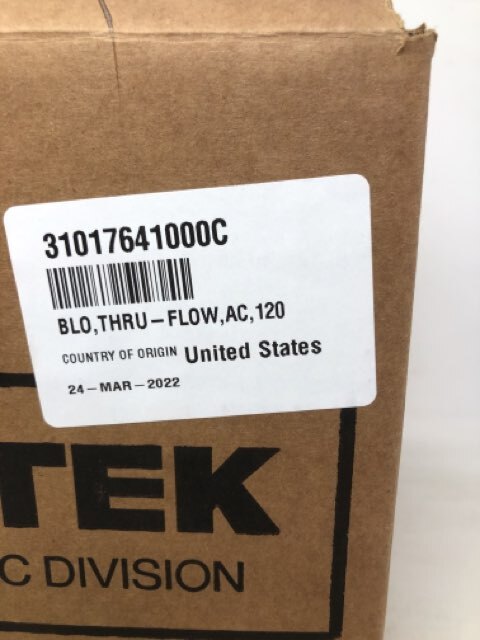 31017641000C
BLO,THRU-FLOW,AC,120
COUNTRY OF ORIGIN United States
24-MAR-2022
TEK
C DIVISION